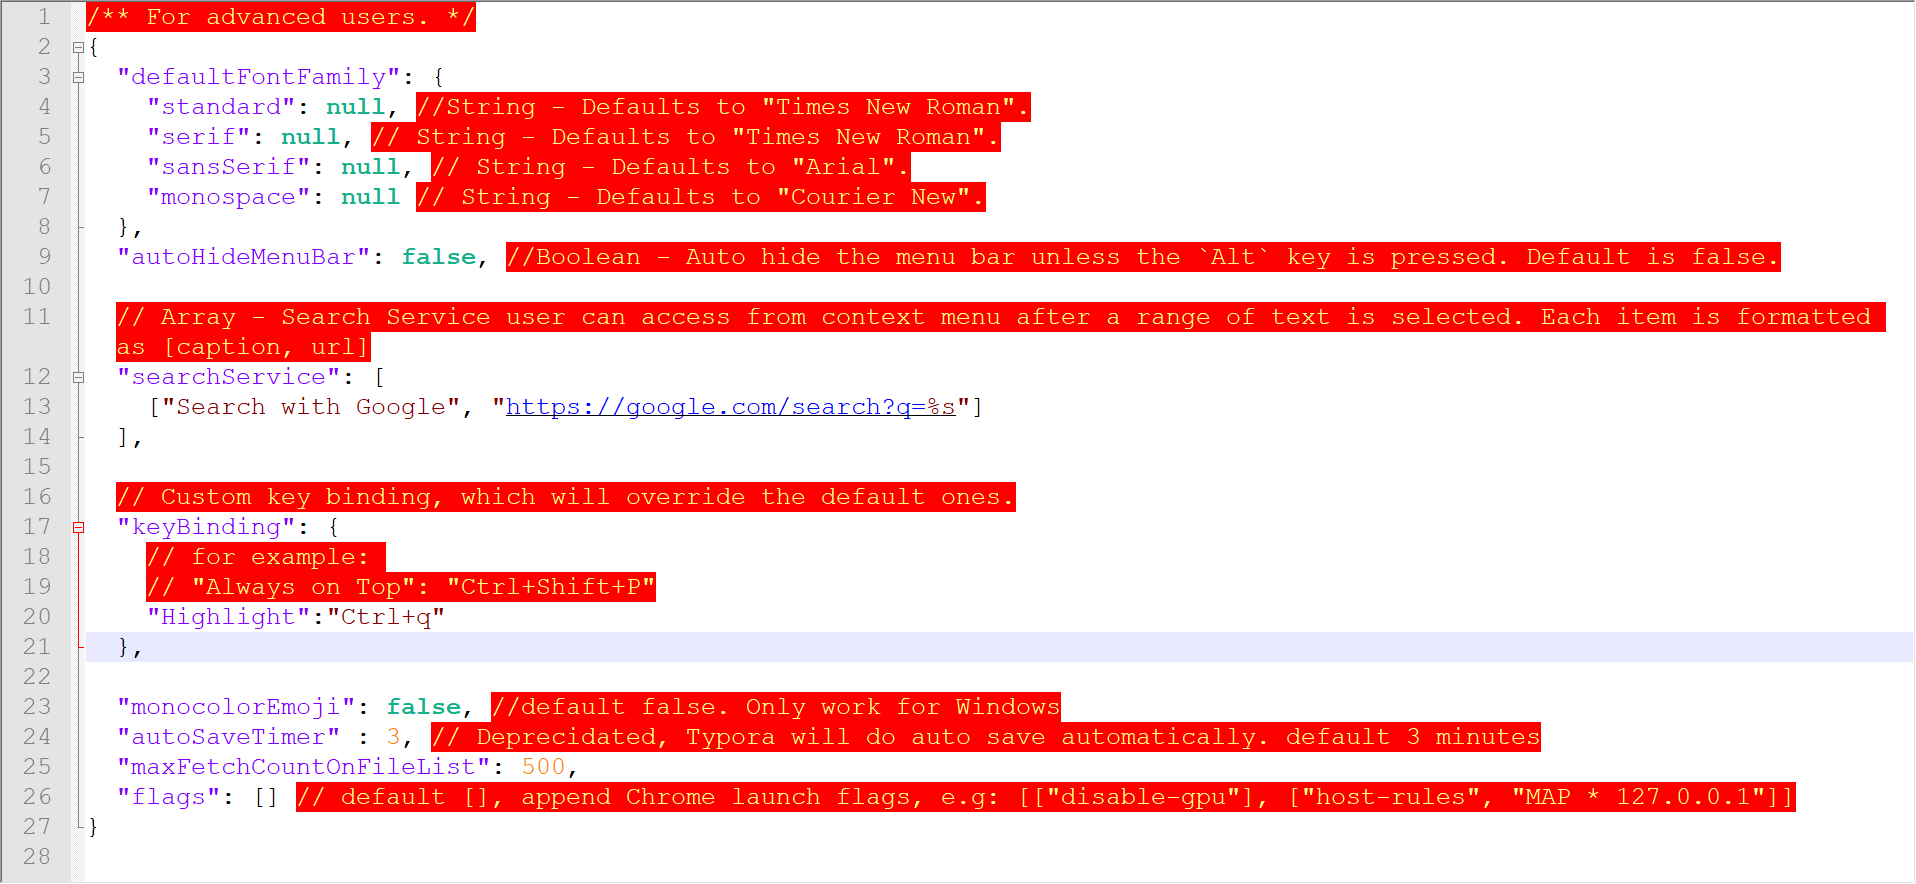 1 /** For advanced users. */
2 {
3   "defaultFontFamily": {
4     "standard": null, //String - Defaults to "Times New Roman".
5     "serif": null, // String - Defaults to "Times New Roman".
6     "sansSerif": null, // String - Defaults to "Arial".
7     "monospace": null // String - Defaults to "Courier New".
8   },
9   "autoHideMenuBar": false, //Boolean - Auto hide the menu bar unless the `Alt` key is pressed. Default is false.
10
11   // Array - Search Service user can access from context menu after a range of text is selected. Each item is formatted
  as [caption, url]
12   "searchService": [
13     ["Search with Google", "https://google.com/search?q=%s"]
14   ],
15
16   // Custom key binding, which will override the default ones.
17   "keyBinding": {
18     // for example:
19     // "Always on Top": "Ctrl+Shift+P"
20     "Highlight":"Ctrl+q"
21   },
22
23   "monocolorEmoji": false, //default false. Only work for Windows
24   "autoSaveTimer" : 3, // Deprecidated, Typora will do auto save automatically. default 3 minutes
25   "maxFetchCountOnFileList": 500,
26   "flags": [] // default [], append Chrome launch flags, e.g: [["disable-gpu"], ["host-rules", "MAP * 127.0.0.1"]]
27 }
28